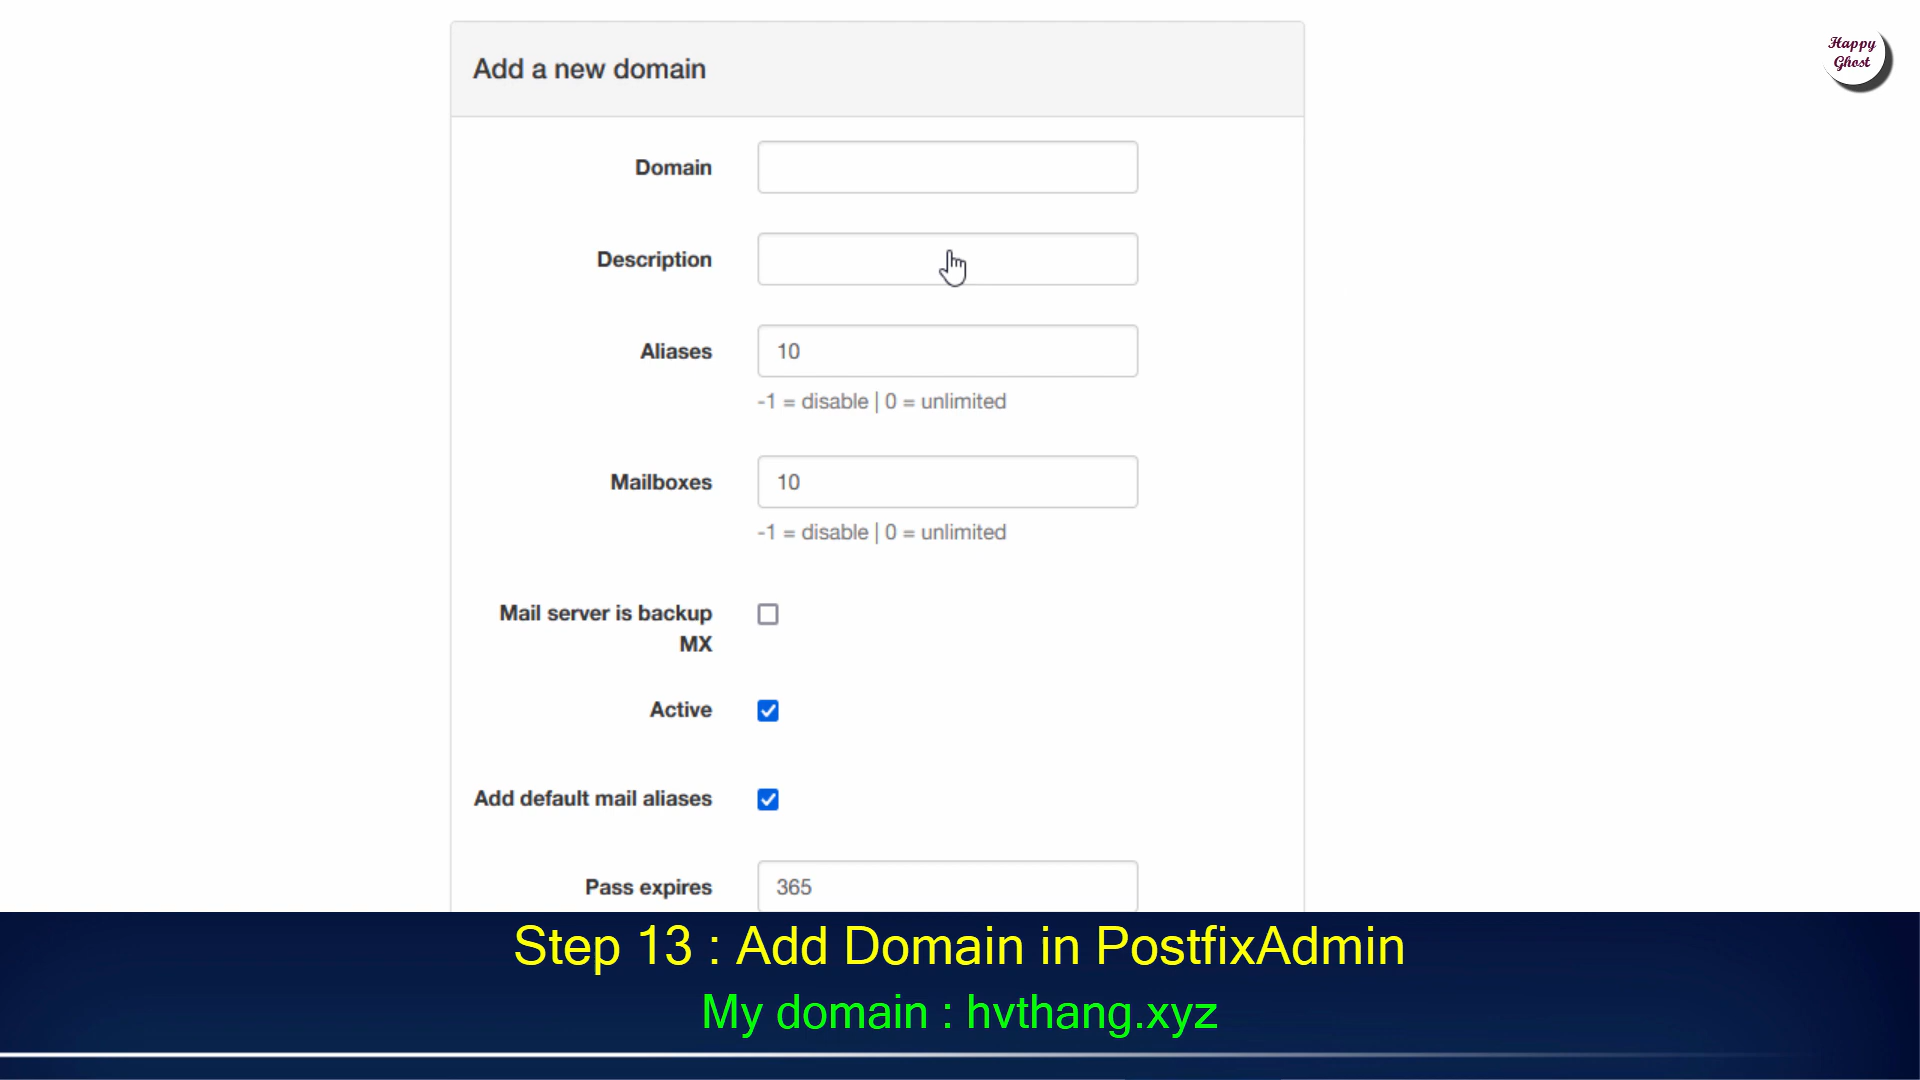 Happy
Ghost
Add a new domain
Domain
Description
Aliases
10
-1 = disable | 0 = unlimited
Mailboxes
10
-1 = disable | 0 = unlimited
Mail server is backup
MX
Active
Add default mail aliases
Pass expires
365
Step 13 : Add Domain in PostfixAdmin
My domain : hvthang.xyz